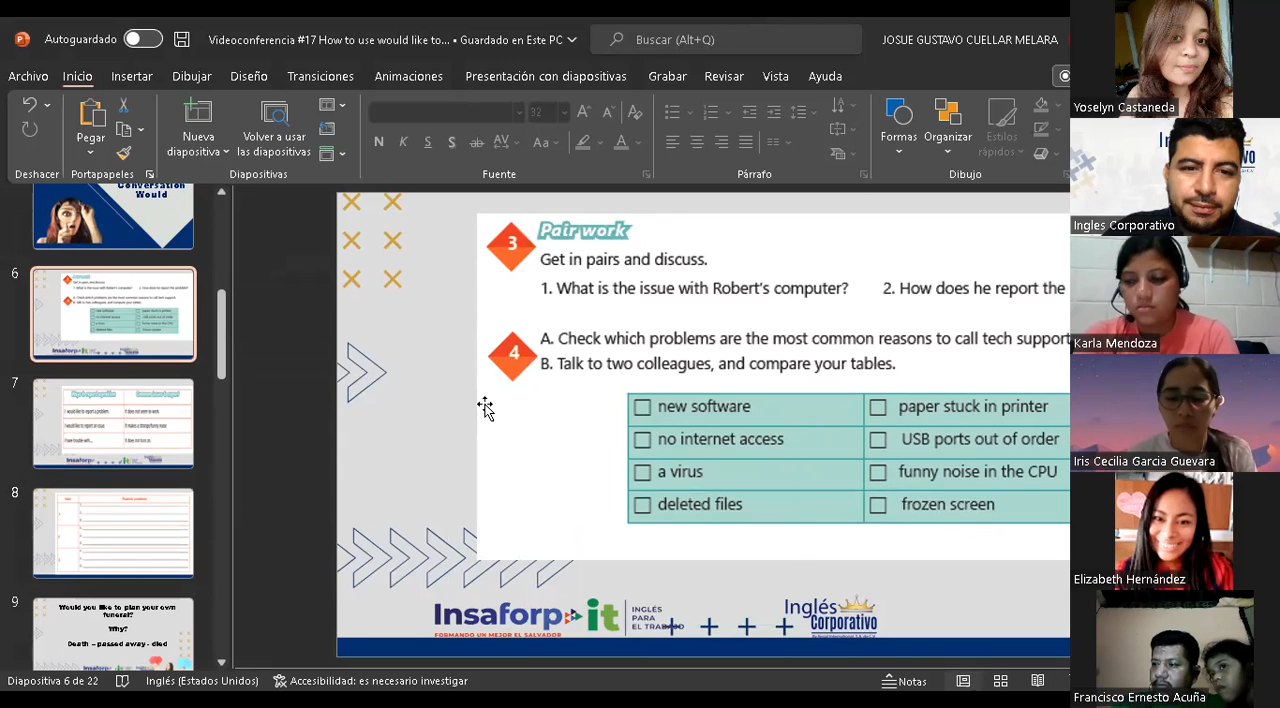 Autoguardado
Videoconferencia #17 How to use would like to... • Guardado en Este PC
Buscar (Alt+Q)
JOSUE GUSTAVO CUELLAR MELARA
Archivo Inicio Insertar Dibujar Diseño Transiciones Animaciones Presentación con diapositivas Grabar Revisar Vista Ayuda
Pegar
Nueva diapositiva
Volver a usar las diapositivas
32
N K S S ab AV Aa A
Formas
Organizar
Estilos rápidos
Deshacer Portapapeles Diapositivas Fuente Párrafo Dibujo
Conversation
Would
6
7
8
9
Would you like to plan your own
funeral?
Why?
Death – passed away - died
3
Pair work
Get in pairs and discuss.
1. What is the issue with Robert's computer? 2. How does he report the
4
A. Check which problems are the most common reasons to call tech support
B. Talk to two colleagues, and compare your tables.
new software paper stuck in printer
no internet access USB ports out of order
a virus funny noise in the CPU
deleted files frozen screen
Insaforp it
FORMANDO UN MEJOR EL SALVADOR
INGLÉS
PARA
EL TRABAJO
Inglés
Corporativo
Diapositiva 6 de 22
Inglés (Estados Unidos)
Accesibilidad: es necesario investigar
Notas
Yoselyn Castaneda
Ingles Corporativo
Karla Mendoza
Iris Cecilia Garcia Guevara
Elizabeth Hernández
Francisco Ernesto Acuña